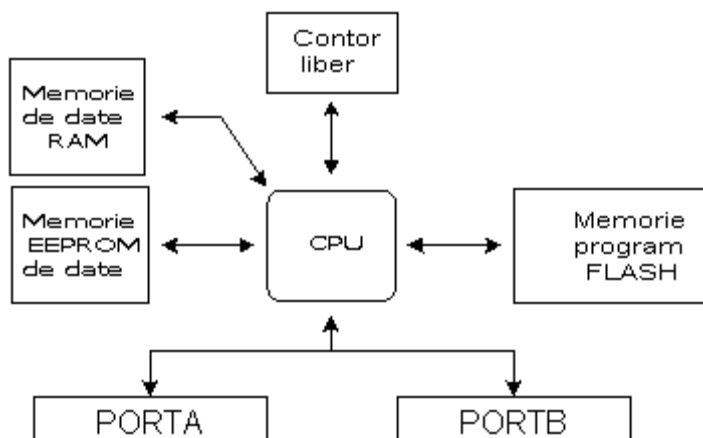 Contor
liber
Memorie
de date
RAM
Memorie
EEPROM
de date
CPU
Memorie
program
FLASH
PORTA
PORTB